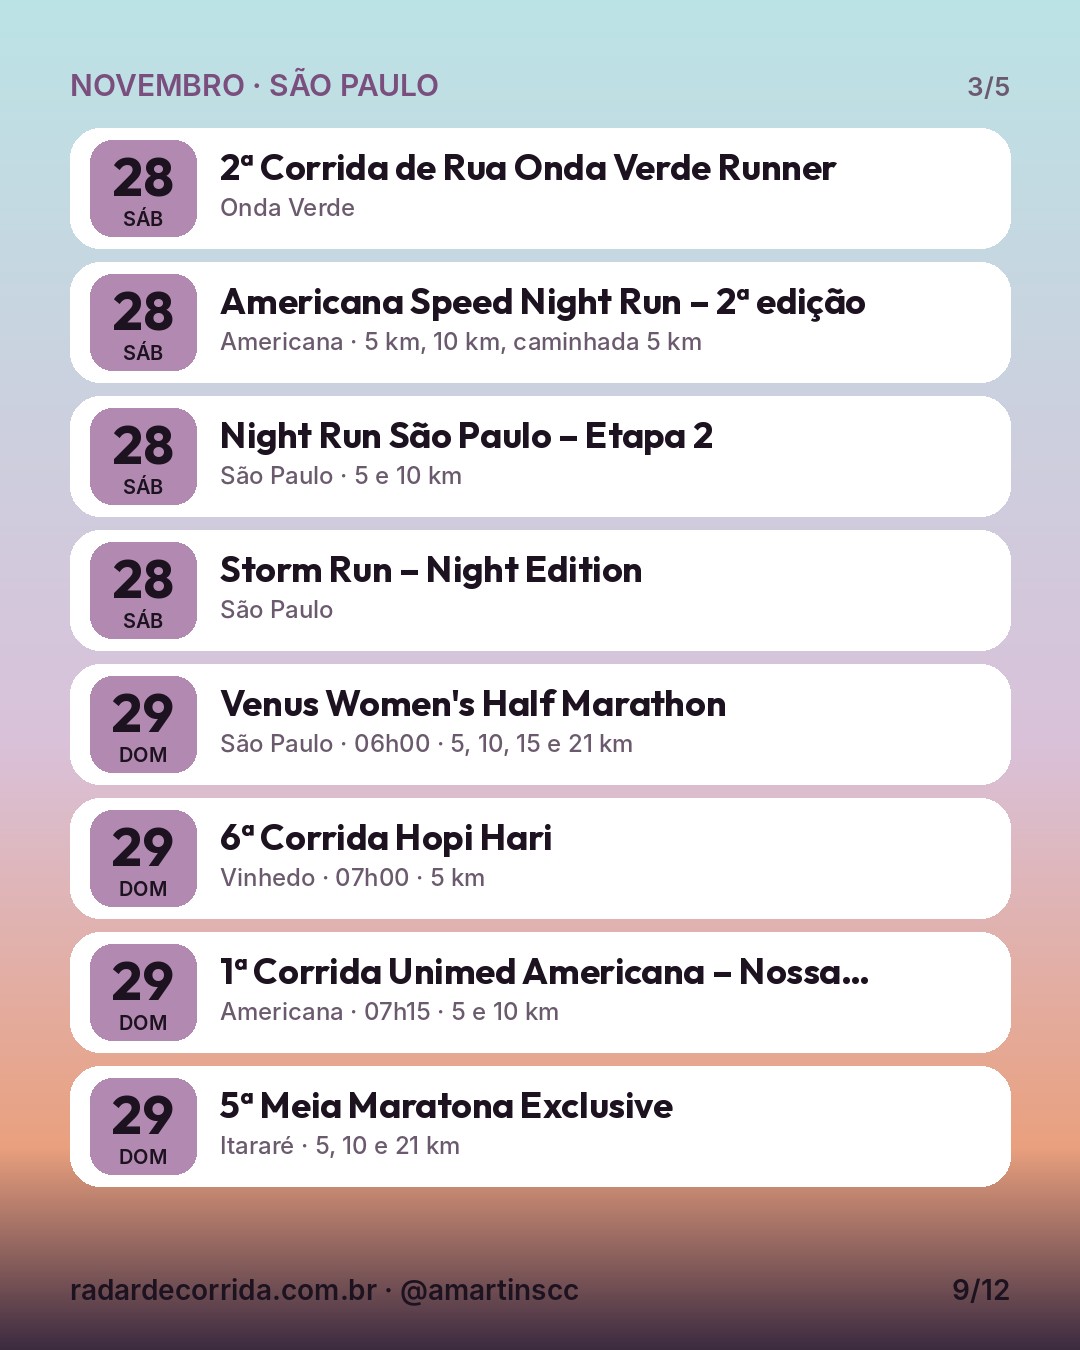 NOVEMBRO · SÃO PAULO
3/5
28
SÁB
2ª Corrida de Rua Onda Verde Runner
Onda Verde
28
SÁB
Americana Speed Night Run – 2ª edição
Americana · 5 km, 10 km, caminhada 5 km
28
SÁB
Night Run São Paulo – Etapa 2
São Paulo · 5 e 10 km
28
SÁB
Storm Run – Night Edition
São Paulo
29
DOM
Venus Women's Half Marathon
São Paulo · 06h00 · 5, 10, 15 e 21 km
29
DOM
6ª Corrida Hopi Hari
Vinhedo · 07h00 · 5 km
29
DOM
1ª Corrida Unimed Americana – Nossa...
Americana · 07h15 · 5 e 10 km
29
DOM
5ª Meia Maratona Exclusive
Itararé · 5, 10 e 21 km
radardecorrida.com.br · @amartinscc
9/12